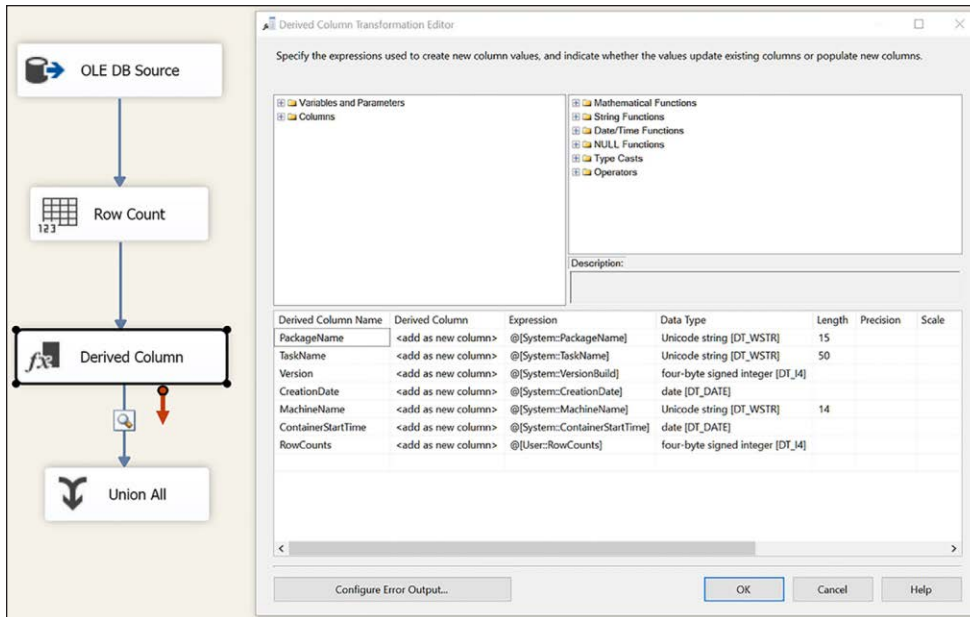 OLE DB Source
Row Count
123
fx
Derived Column
Union All
Derived Column Transformation Editor
Specify the expressions used to create new column values, and indicate whether the values update existing columns or populate new columns.
Variables and Parameters
Columns
Mathematical Functions
String Functions
Date/Time Functions
NULL Functions
Type Casts
Operators
Description:
Derived Column Name Derived Column Expression Data Type Length Precision Scale
PackageName <add as new column> @[System::PackageName] Unicode string [DT_WSTR] 15
TaskName <add as new column> @[System::TaskName] Unicode string [DT_WSTR] 50
Version <add as new column> @[System::VersionBuild] four-byte signed integer [DT_I4]
CreationDate <add as new column> @[System::CreationDate] date [DT_DATE]
MachineName <add as new column> @[System::MachineName] Unicode string [DT_WSTR] 14
ContainerStartTime <add as new column> @[System::ContainerStartTime] date [DT_DATE]
RowCounts <add as new column> @[User::RowCounts] four-byte signed integer [DT_I4]
Configure Error Output... OK Cancel Help